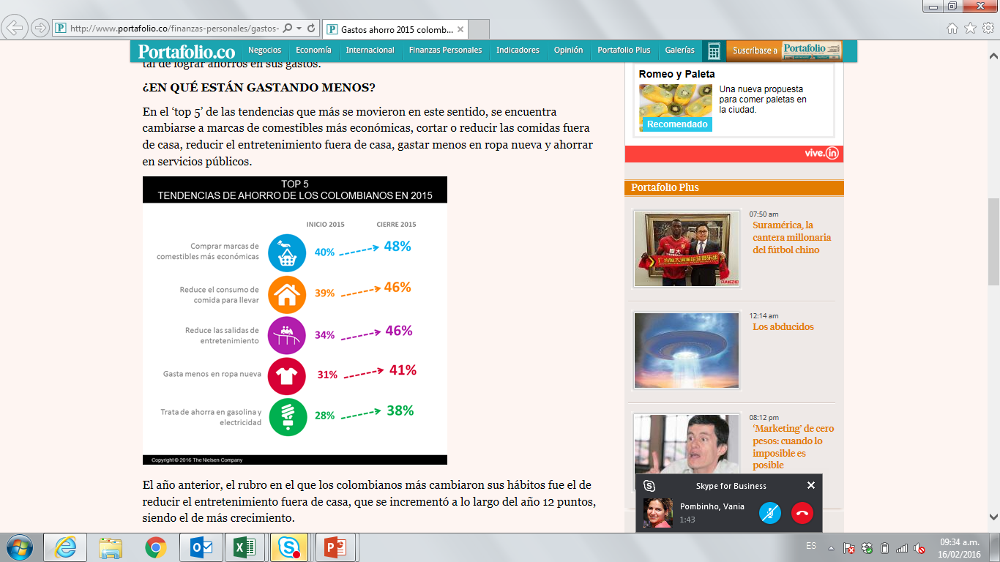 http://www.portafolio.co/finanzas-personales/gastos-
Gastos ahorro 2015 colomb...
Portafolio.co
Negocios
Economía
Internacional
Finanzas Personales
Indicadores
Opinión
Portafolio Plus
Galerías
Suscríbase a
Portafolio
tal de lograr ahorros en sus gastos.
¿EN QUÉ ESTÁN GASTANDO MENOS?
En el ‘top 5’ de las tendencias que más se movieron en este sentido, se encuentra
cambiarse a marcas de comestibles más económicas, cortar o reducir las comidas fuera
de casa, reducir el entretenimiento fuera de casa, gastar menos en ropa nueva y ahorrar
en servicios públicos.
TOP 5
TENDENCIAS DE AHORRO DE LOS COLOMBIANOS EN 2015
INICIO 2015 CIERRE 2015
Comprar marcas de
comestibles más económicas
40% 48%
Reduce el consumo de
comida para llevar
39% 46%
Reduce las salidas de
entretenimiento
34% 46%
Gasta menos en ropa nueva
31% 41%
Trata de ahorra en gasolina y
electricidad
28% 38%
Copyright © 2016 The Nielsen Company
El año anterior, el rubro en el que los colombianos más cambiaron sus hábitos fue el de
reducir el entretenimiento fuera de casa, que se incrementó a lo largo del año 12 puntos,
siendo el de más crecimiento.
Romeo y Paleta
Una nueva propuesta
para comer paletas en
la ciudad.
Recomendado
vive.in
Portafolio Plus
07:50 am
Suramérica, la
cantera millonaria
del fútbol chino
12:14 am
Los abducidos
08:12 pm
‘Marketing’ de cero
pesos: cuando lo
imposible es
posible
Skype for Business
Pombinho, Vania
1:43
ES
09:34 a.m.
16/02/2016